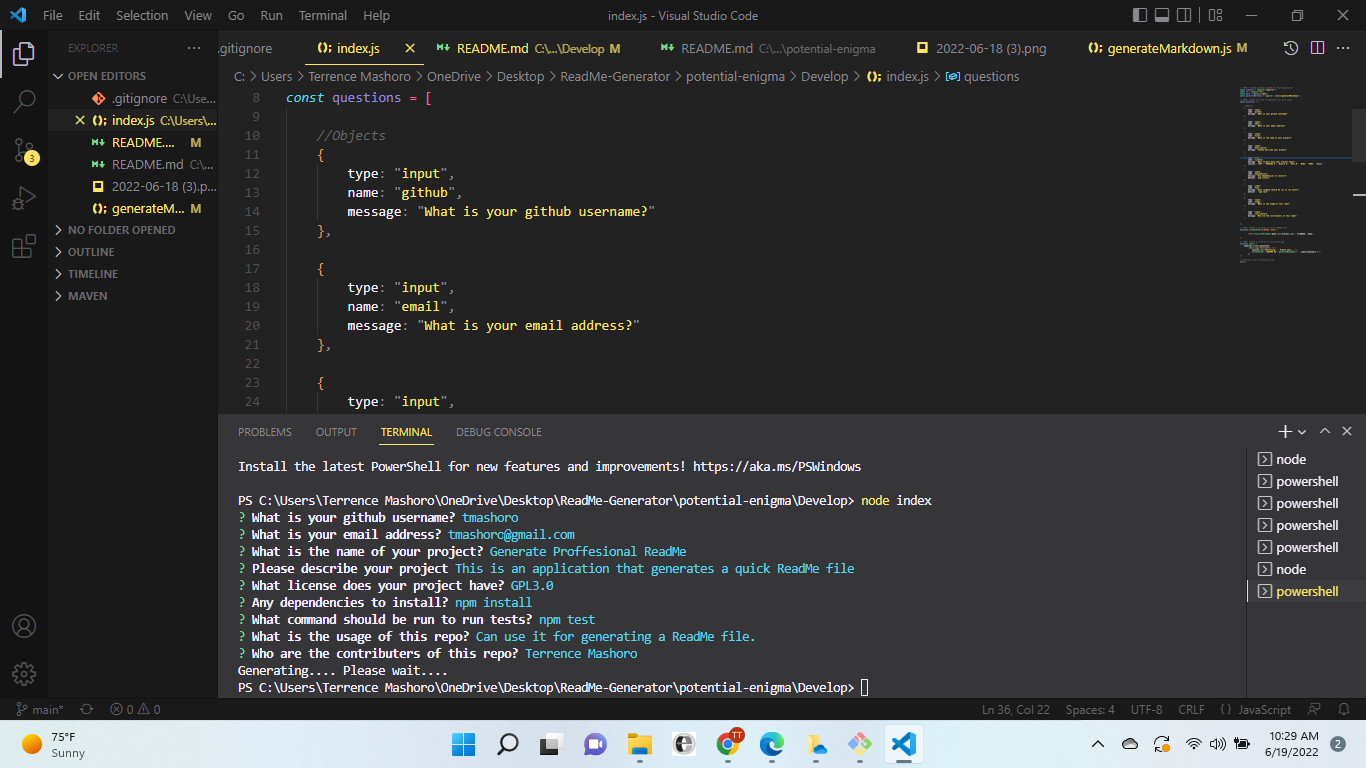 File Edit Selection View Go Run Terminal Help index.js - Visual Studio Code
EXPLORER
OPEN EDITORS
.gitignore C:\Use...
index.js C:\Users\...
README.... M
README.md C:\...
2022-06-18 (3).p...
generateM... M
NO FOLDER OPENED
OUTLINE
TIMELINE
MAVEN
3
.gitignore index.js README.md C:\...\Develop M README.md C:\...\potential-enigma 2022-06-18 (3).png generateMarkdown.js M
C: > Users > Terrence Mashoro > OneDrive > Desktop > ReadMe-Generator > potential-enigma > Develop > index.js > questions
8 const questions = [
9
10 //Objects
11 {
12 type: "input",
13 name: "github",
14 message: "What is your github username?"
15 },
16
17 {
18 type: "input",
19 name: "email",
20 message: "What is your email address?"
21 },
22
23 {
24 type: "input",
PROBLEMS OUTPUT TERMINAL DEBUG CONSOLE
Install the latest PowerShell for new features and improvements! https://aka.ms/PSWindows
PS C:\Users\Terrence Mashoro\OneDrive\Desktop\ReadMe-Generator\potential-enigma\Develop> node index
? What is your github username? tmashoro
? What is your email address? tmashoro@gmail.com
? What is the name of your project? Generate Proffesional ReadMe
? Please describe your project This is an application that generates a quick ReadMe file
? What license does your project have? GPL3.0
? Any dependencies to install? npm install
? What command should be run to run tests? npm test
? What is the usage of this repo? Can use it for generating a ReadMe file.
? Who are the contributers of this repo? Terrence Mashoro
Generating.... Please wait....
PS C:\Users\Terrence Mashoro\OneDrive\Desktop\ReadMe-Generator\potential-enigma\Develop>
node
powershell
powershell
powershell
powershell
node
powershell
main* 0 0 Ln 36, Col 22 Spaces: 4 UTF-8 CRLF { } JavaScript
75°F
Sunny
TT
10:29 AM
6/19/2022
2